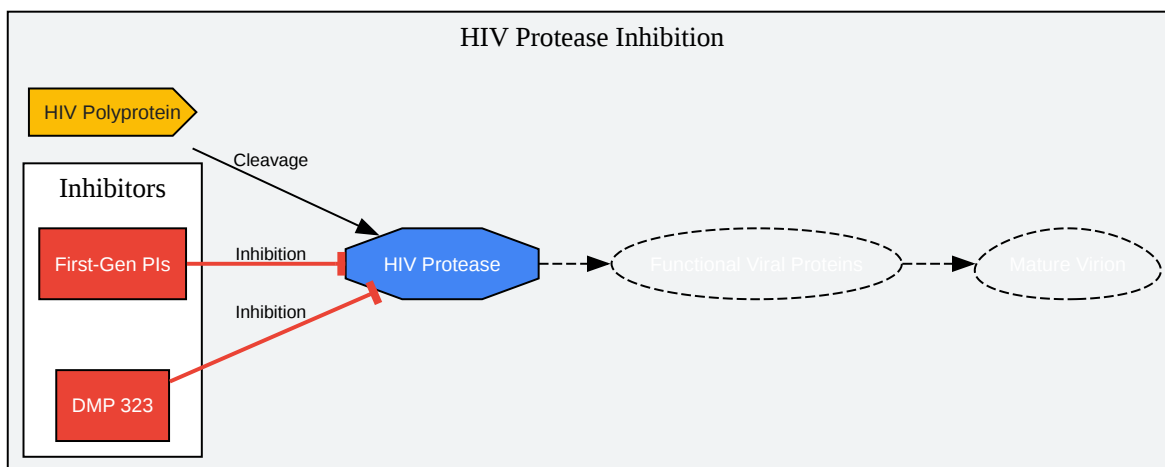 HIV Protease Inhibition
HIV Polyprotein
Cleavage
Inhibitors
First-Gen PIs
Inhibition
HIV Protease
Functional Viral Proteins
Mature Virion
Inhibition
DMP 323